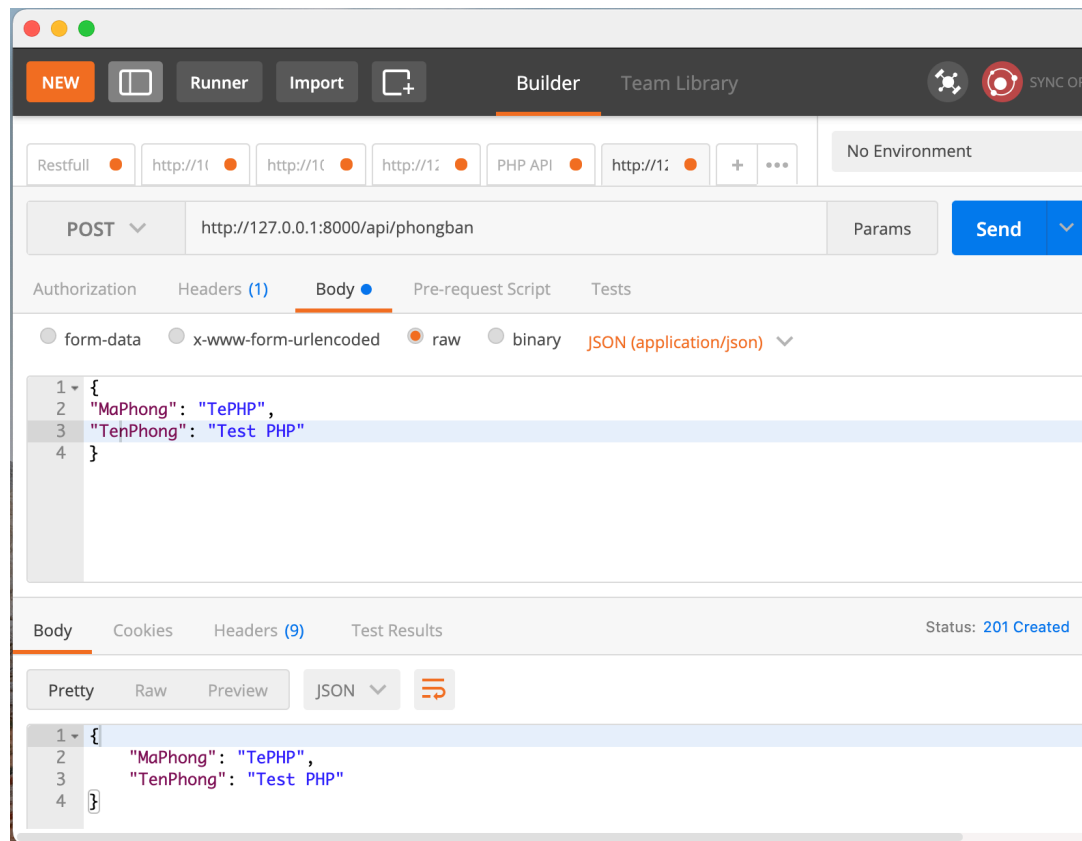 NEW Runner Import Builder Team Library SYNC OF
Restfull http://1( http://1( http://12 PHP API http://12 + ••• No Environment
POST http://127.0.0.1:8000/api/phongban Params Send
Authorization Headers (1) Body Pre-request Script Tests
form-data x-www-form-urlencoded raw binary JSON (application/json)
1 {
2 "MaPhong": "TePHP",
3 "TenPhong": "Test PHP"
4 }
Body Cookies Headers (9) Test Results Status: 201 Created
Pretty Raw Preview JSON
1 {
2 "MaPhong": "TePHP",
3 "TenPhong": "Test PHP"
4 }